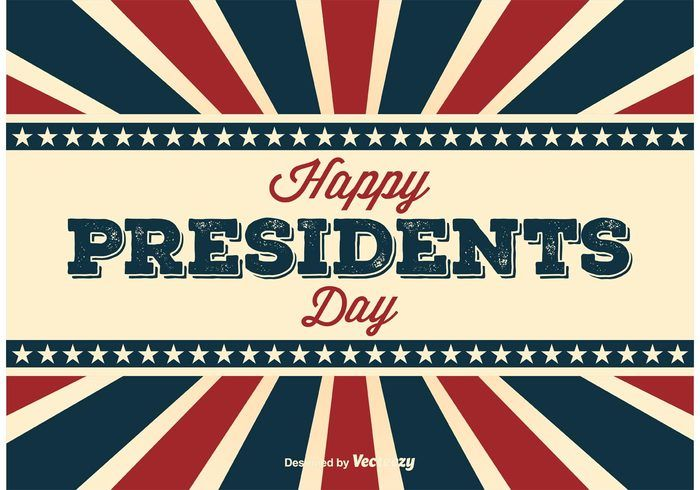 Happy
PRESIDENTS
Day
Designed by Vecteezy